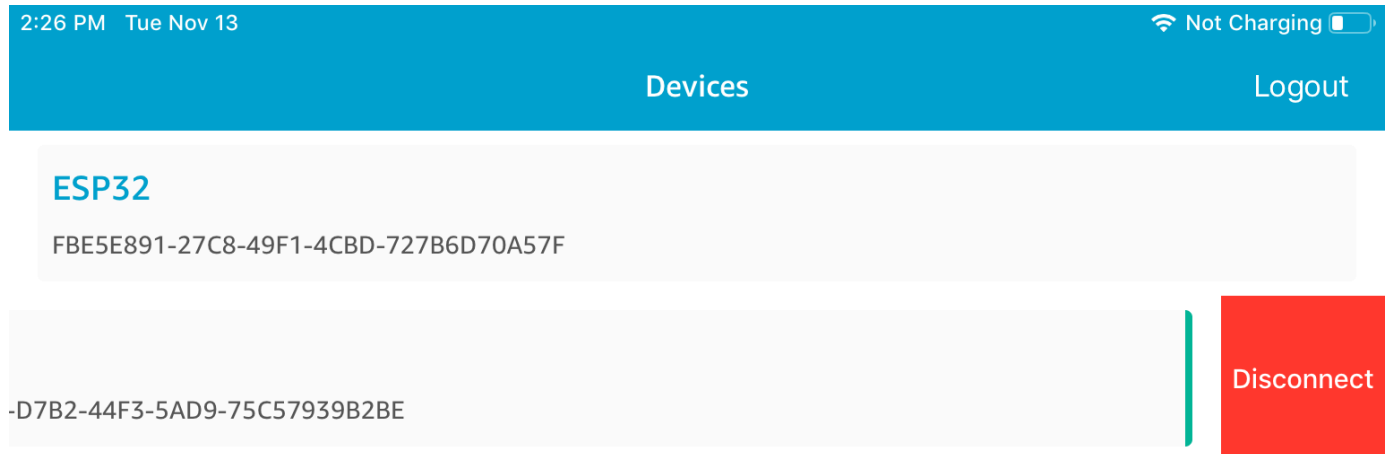 2:26 PM Tue Nov 13 Not Charging
Devices Logout
ESP32
FBE5E891-27C8-49F1-4CBD-727B6D70A57F
-D7B2-44F3-5AD9-75C57939B2BE
Disconnect